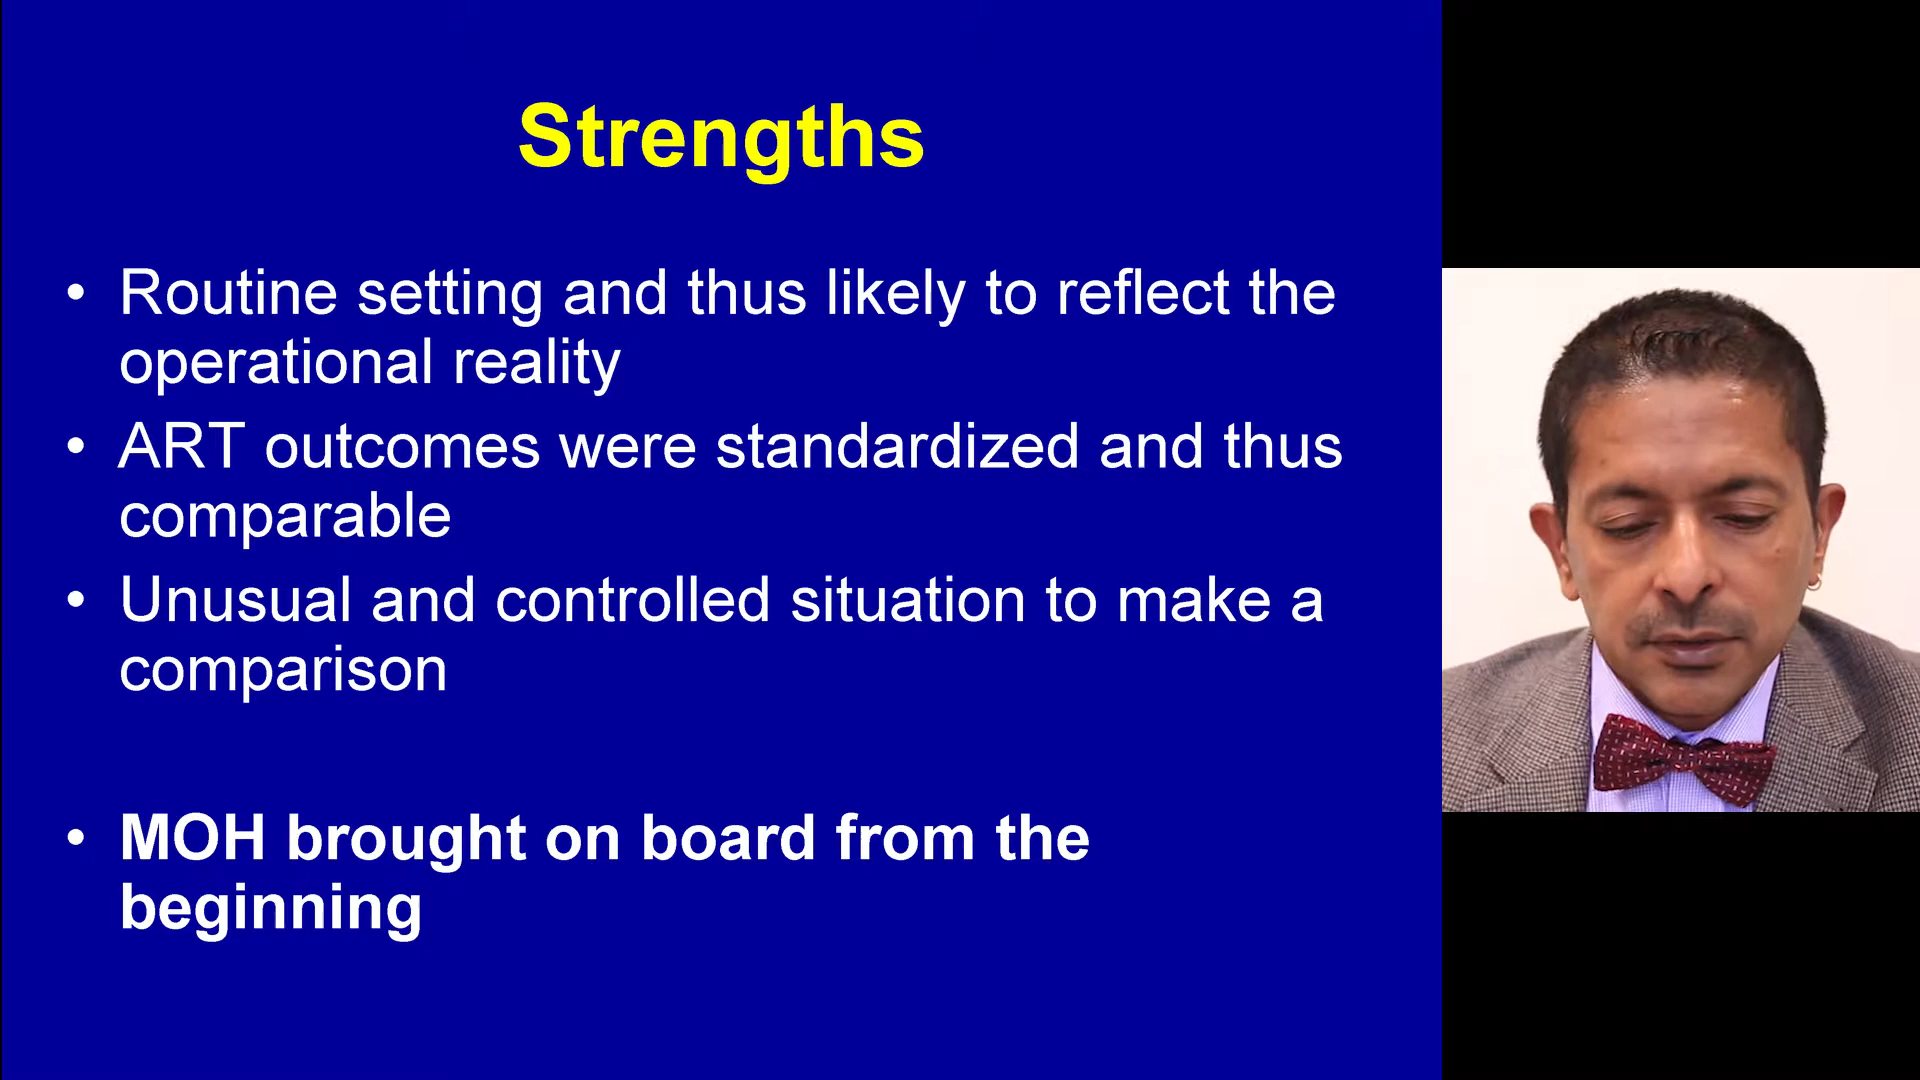 Strengths
• Routine setting and thus likely to reflect the
operational reality
• ART outcomes were standardized and thus
comparable
• Unusual and controlled situation to make a
comparison
• MOH brought on board from the
beginning